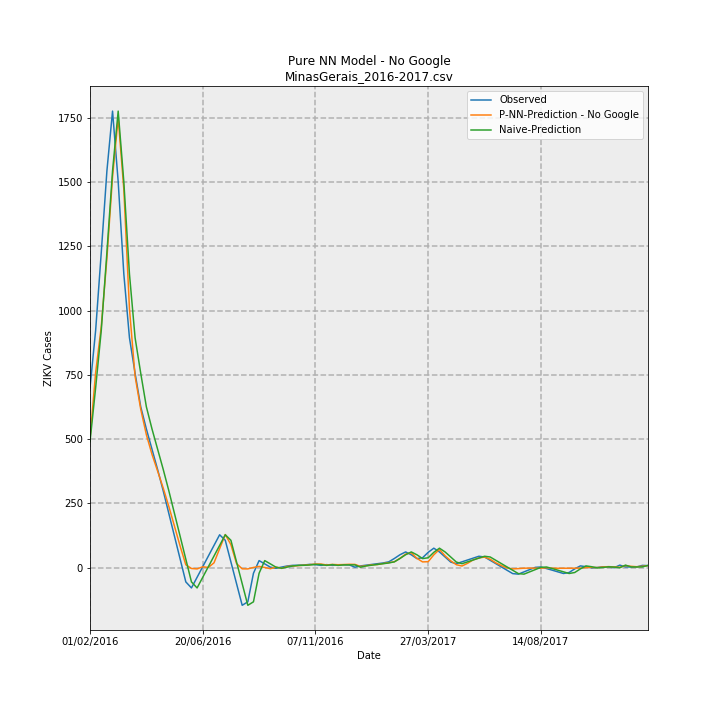 Pure NN Model - No Google
MinasGerais_2016-2017.csv
Observed
P-NN-Prediction - No Google
Naive-Prediction
ZIKV Cases
1750
1500
1250
1000
750
500
250
0
01/02/2016
20/06/2016
07/11/2016
27/03/2017
14/08/2017
Date